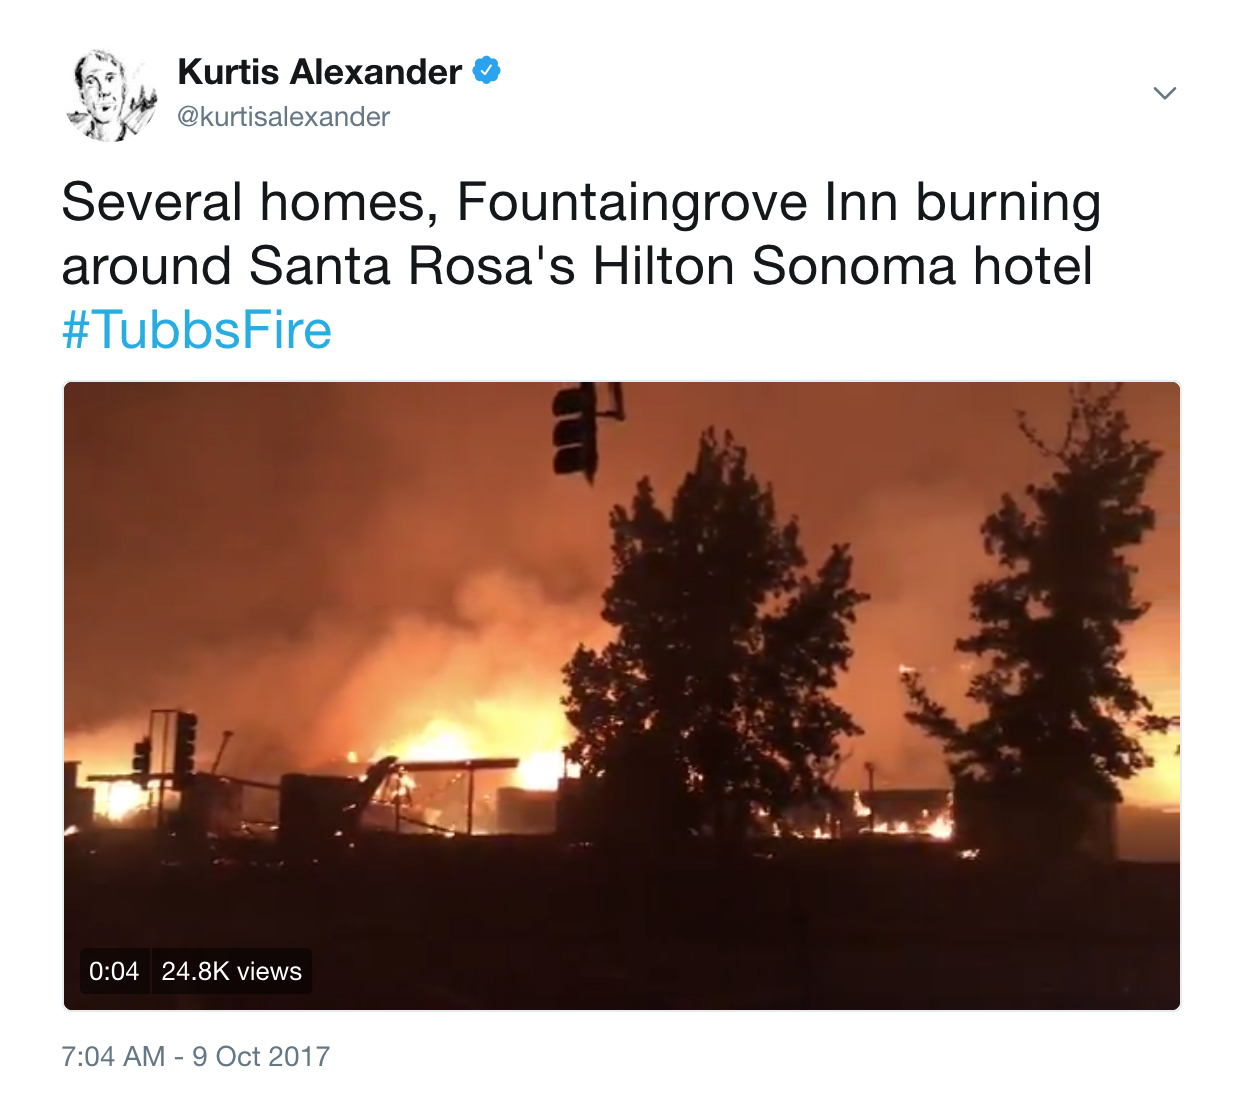 Kurtis Alexander
@kurtisalexander
Several homes, Fountaingrove Inn burning
around Santa Rosa's Hilton Sonoma hotel
#TubbsFire
0:04 24.8K views
7:04 AM - 9 Oct 2017